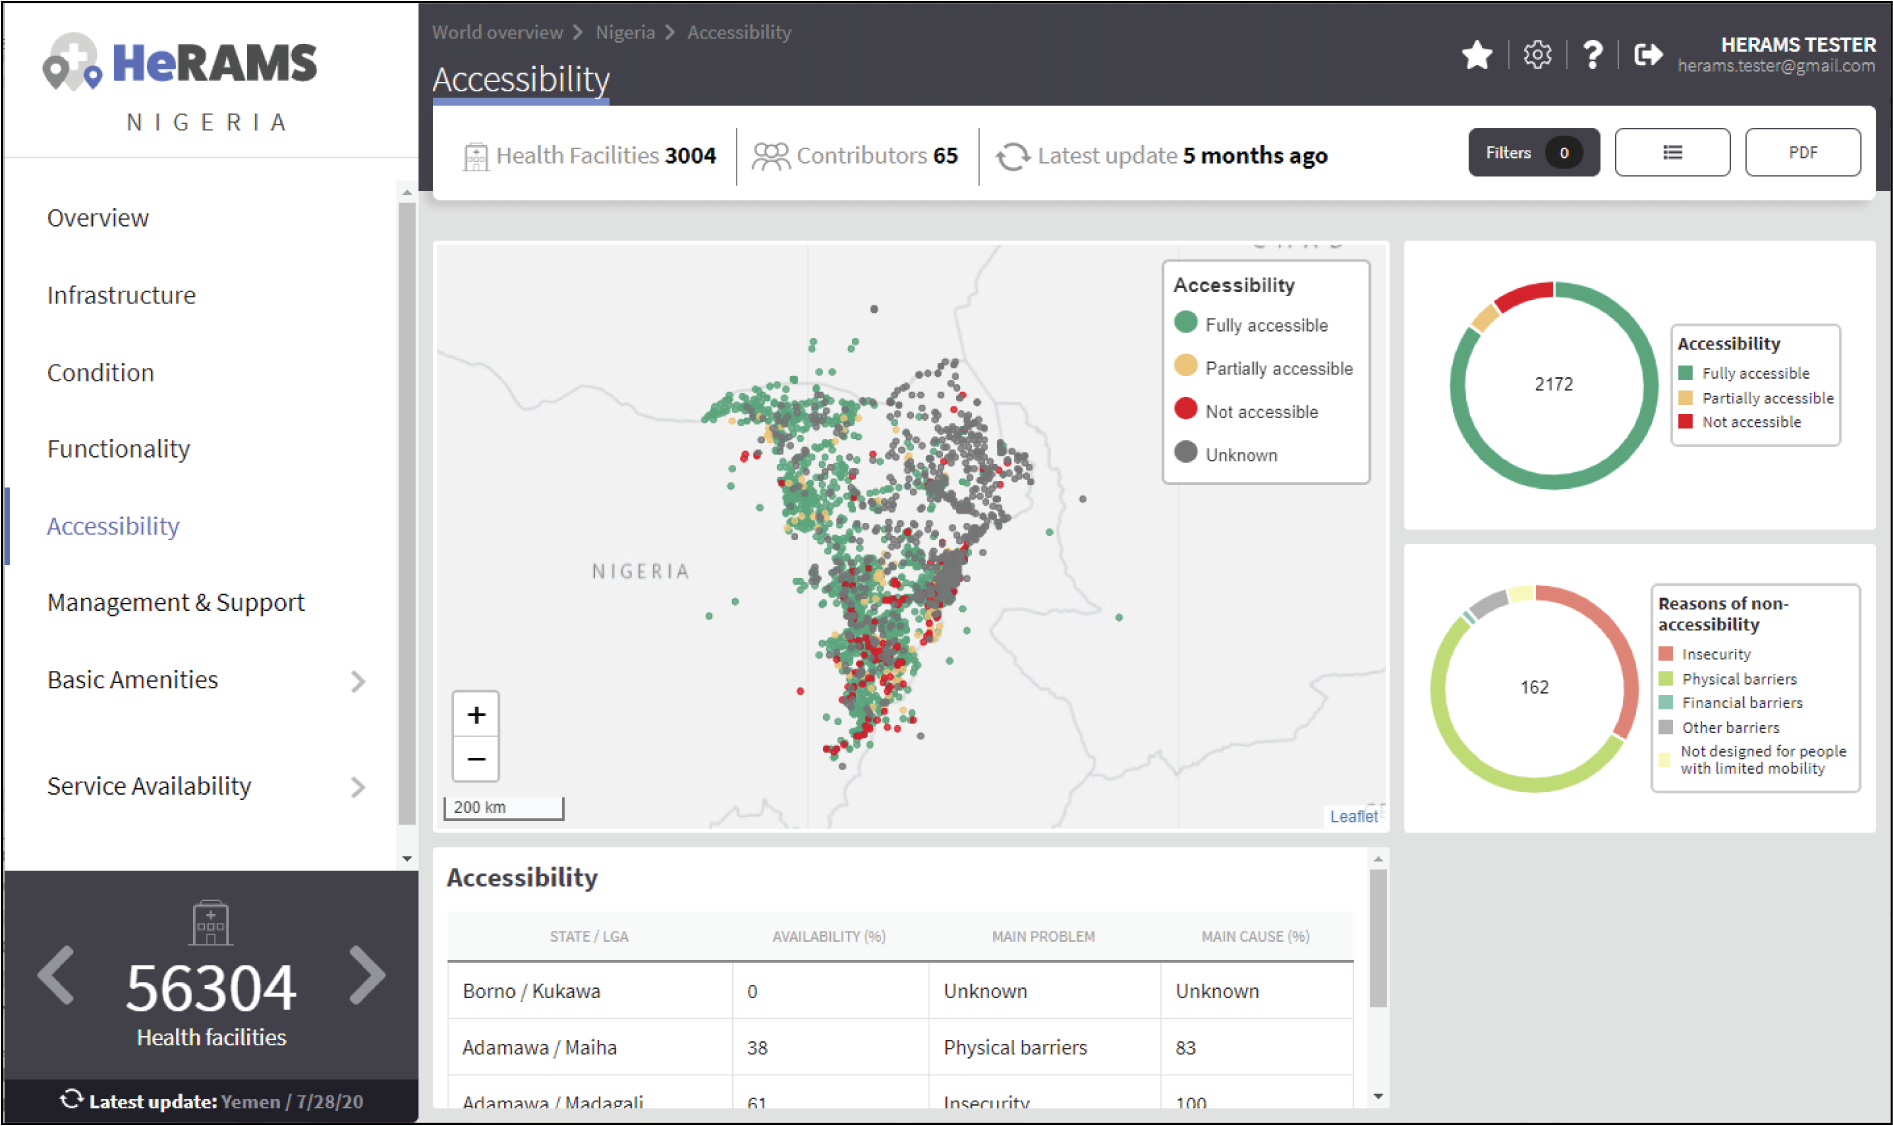 HeRAMS
NIGERIA
Overview
Infrastructure
Condition
Functionality
Accessibility
Management & Support
Basic Amenities
Service Availability
56304
Health facilities
Latest update: Yemen / 7/28/20
World overview > Nigeria > Accessibility
Accessibility
HERAMS TESTER
herams.tester@gmail.com
Health Facilities 3004
Contributors 65
Latest update 5 months ago
Filters 0
PDF
NIGERIA
Accessibility
Fully accessible
Partially accessible
Not accessible
Unknown
+
−
200 km
Leaflet
2172
Accessibility
Fully accessible
Partially accessible
Not accessible
162
Reasons of non-
accessibility
Insecurity
Physical barriers
Financial barriers
Other barriers
Not designed for people
with limited mobility
Accessibility
STATE / LGA AVAILABILITY (%) MAIN PROBLEM MAIN CAUSE (%)
Borno / Kukawa 0 Unknown Unknown
Adamawa / Maiha 38 Physical barriers 83
Adamawa / Madagali 61 Insecurity 100